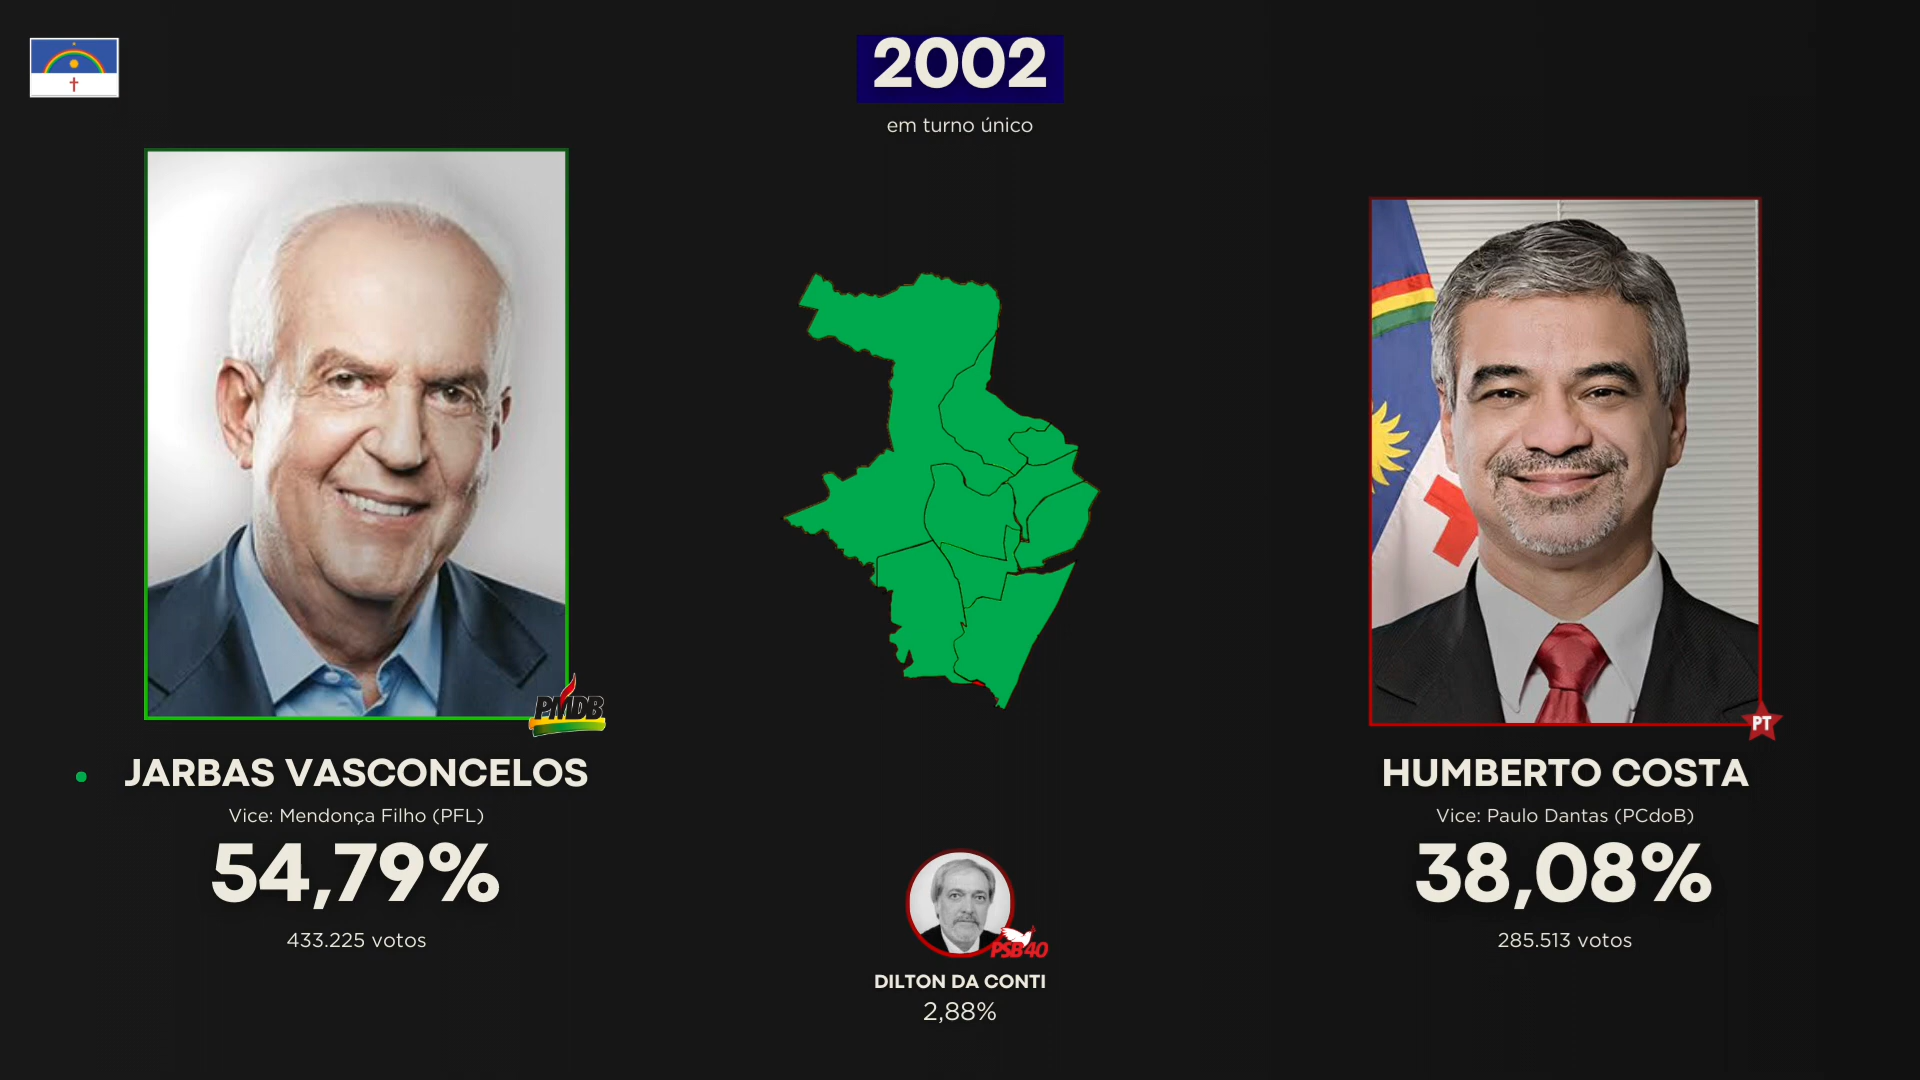 2002
em turno único
PMDB
PT
JARBAS VASCONCELOS
Vice: Mendonça Filho (PFL)
54,79%
433.225 votos
HUMBERTO COSTA
Vice: Paulo Dantas (PCdoB)
38,08%
285.513 votos
PSB40
DILTON DA CONTI
2,88%